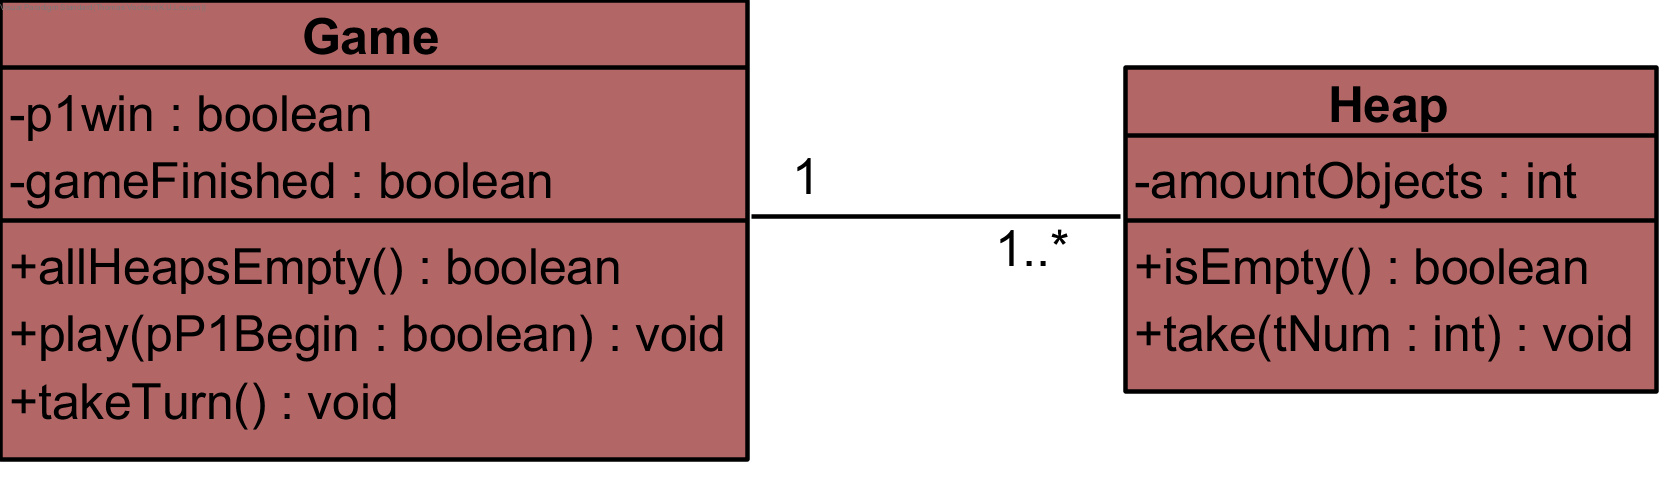 Game
-p1win : boolean
-gameFinished : boolean
+allHeapsEmpty() : boolean
+play(pP1Begin : boolean) : void
+takeTurn() : void
1
1..*
Heap
-amountObjects : int
+isEmpty() : boolean
+take(tNum : int) : void